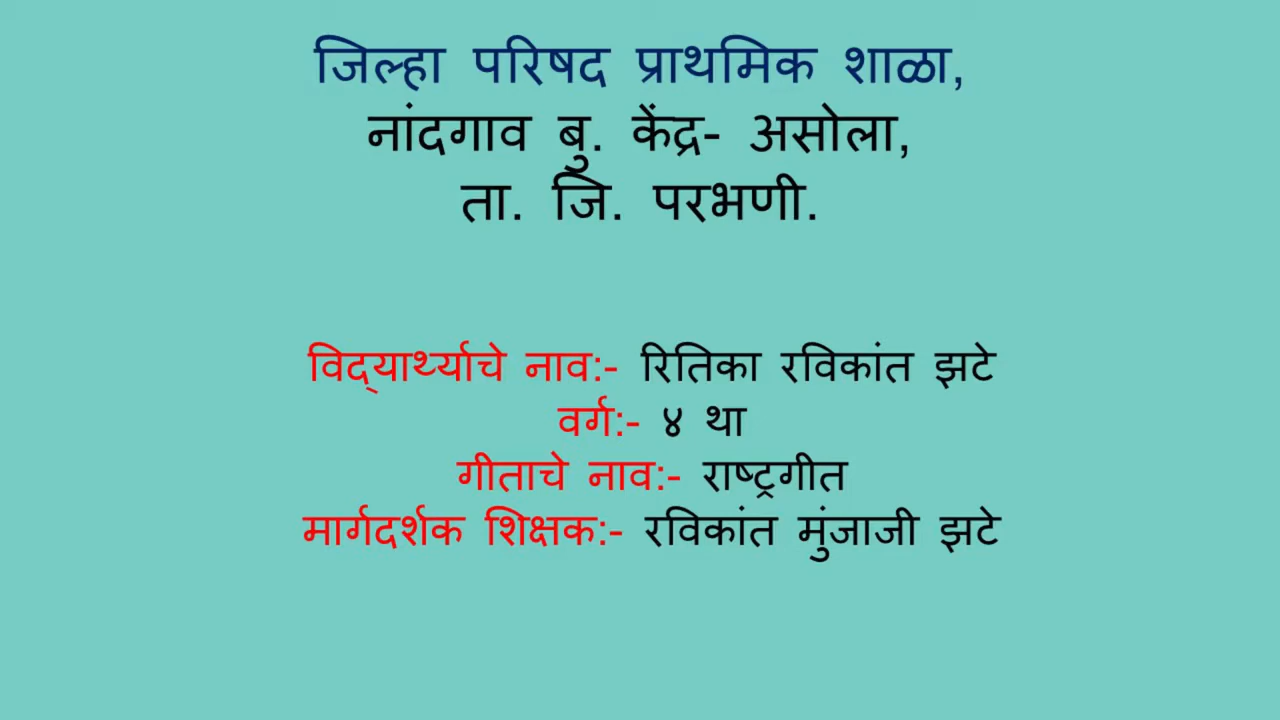 जिल्हा परिषद प्राथमिक शाळा,
नांदगाव बु. केंद्र- असोला,
ता. जि. परभणी.
विद्‌यार्थ्याचे नाव:- रितिका रविकांत झटे
वर्ग:- ४ था
गीताचे नाव:- राष्ट्रगीत
मार्गदर्शक शिक्षक:- रविकांत मुंजाजी झटे